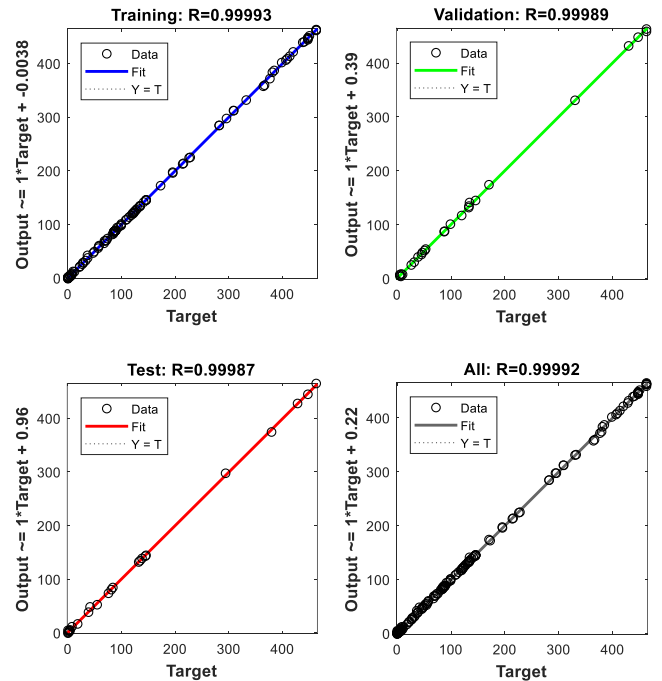 Training: R=0.99993
Output ~= 1*Target + -0.0038
400
300
200
100
0
Data
Fit
Y = T
0 100 200 300 400
Target
Validation: R=0.99989
Output ~= 1*Target + 0.39
400
300
200
100
0
Data
Fit
Y = T
0 100 200 300 400
Target
Test: R=0.99987
Output ~= 1*Target + 0.96
400
300
200
100
0
Data
Fit
Y = T
0 100 200 300 400
Target
All: R=0.99992
Output ~= 1*Target + 0.22
400
300
200
100
0
Data
Fit
Y = T
0 100 200 300 400
Target